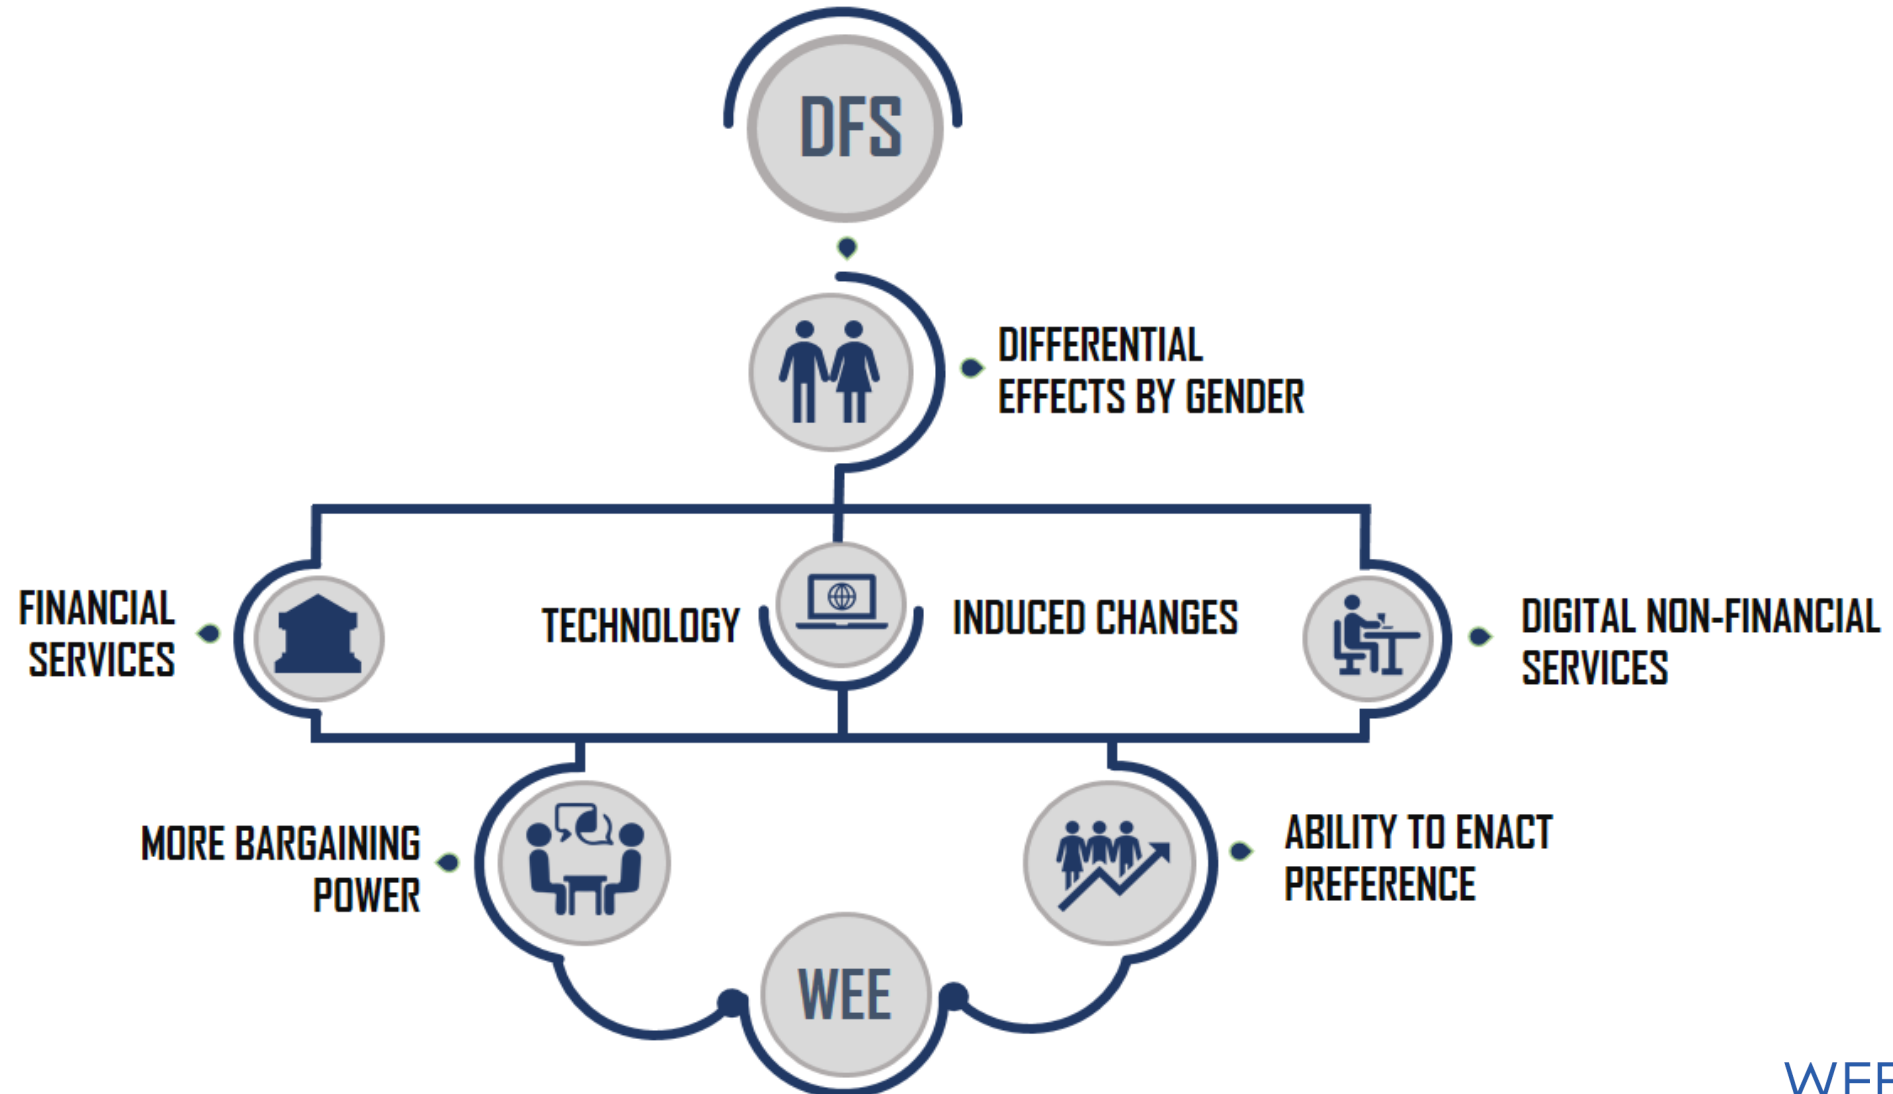 DFS
DIFFERENTIAL
EFFECTS BY GENDER
FINANCIAL
SERVICES
TECHNOLOGY
INDUCED CHANGES
DIGITAL NON-FINANCIAL
SERVICES
MORE BARGAINING
POWER
ABILITY TO ENACT
PREFERENCE
WEE